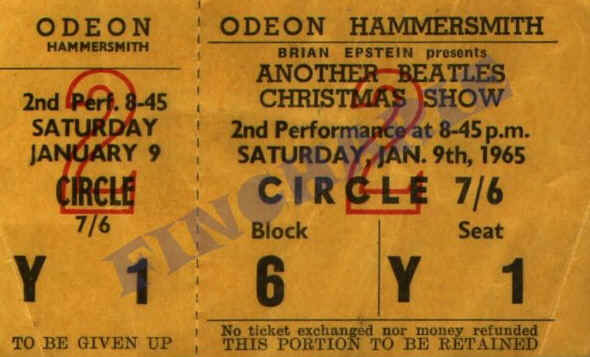 ODEON
HAMMERSMITH
2nd Perf. 8-45
SATURDAY
JANUARY 9
CIRCLE
7/6
Y 1
TO BE GIVEN UP
2
ODEON HAMMERSMITH
BRIAN EPSTEIN presents
ANOTHER BEATLES
CHRISTMAS SHOW
2nd Performance at 8-45 p.m.
SATURDAY, JAN. 9th, 1965
CIRCLE 7/6
Block Seat
6 Y 1
No ticket exchanged nor money refunded
THIS PORTION TO BE RETAINED
2